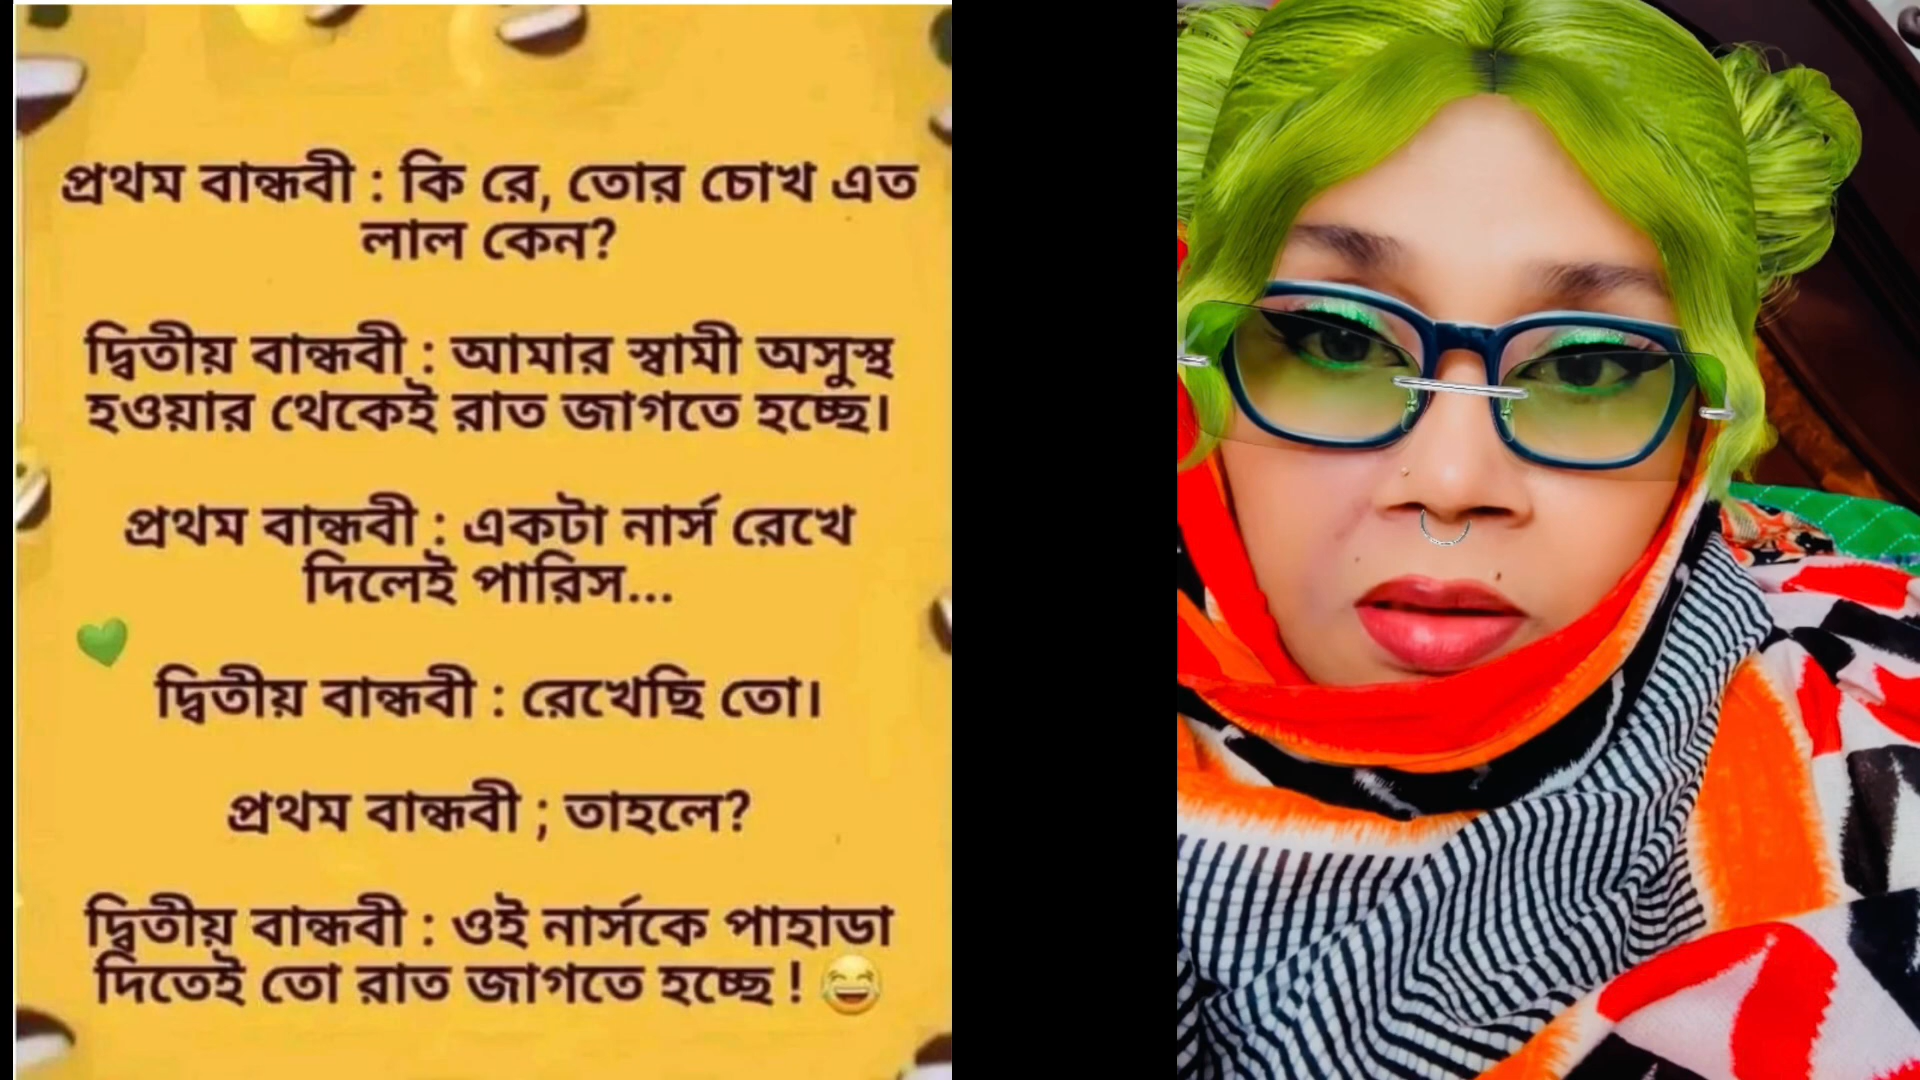 প্রথম বান্ধবী : কি রে, তোর চোখ এত
লাল কেন?
দ্বিতীয় বান্ধবী : আমার স্বামী অসুস্থ
হওয়ার থেকেই রাত জাগতে হচ্ছে।
প্রথম বান্ধবী : একটা নার্স রেখে
দিলেই পারিস...
দ্বিতীয় বান্ধবী : রেখেছি তো।
প্রথম বান্ধবী ; তাহলে?
দ্বিতীয় বান্ধবী : ওই নার্সকে পাহাডা
দিতেই তো রাত জাগতে হচ্ছে ! 😂